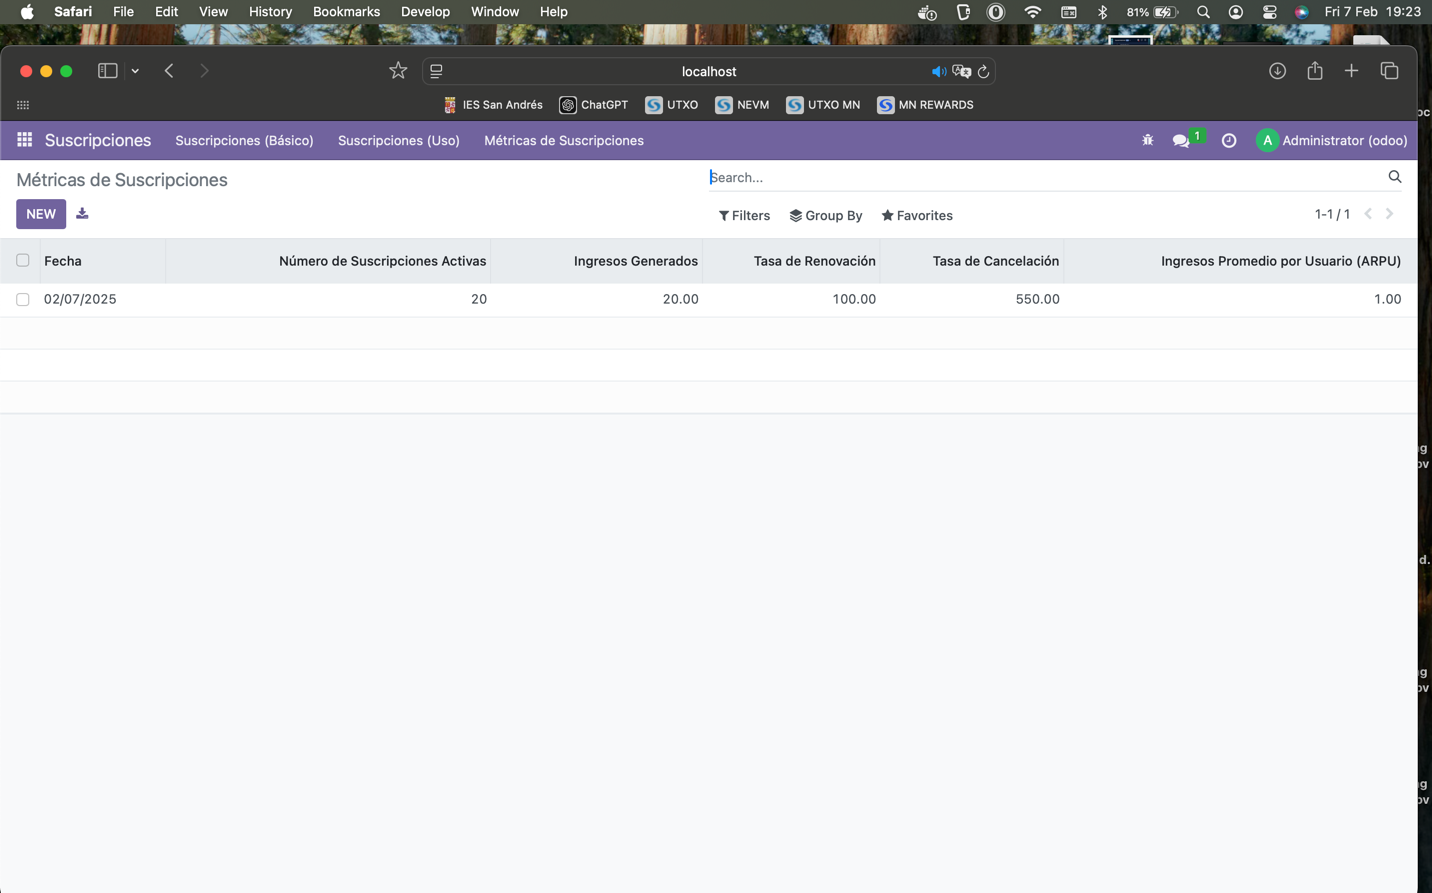 Safari File Edit View History Bookmarks Develop Window Help 81% Fri 7 Feb 19:23
localhost
IES San Andrés ChatGPT UTXO NEVM UTXO MN MN REWARDS
Suscripciones Suscripciones (Básico) Suscripciones (Uso) Métricas de Suscripciones 1 A Administrator (odoo)
Métricas de Suscripciones Search...
NEW Filters Group By Favorites 1-1 / 1
Fecha Número de Suscripciones Activas Ingresos Generados Tasa de Renovación Tasa de Cancelación Ingresos Promedio por Usuario (ARPU)
02/07/2025 20 20.00 100.00 550.00 1.00